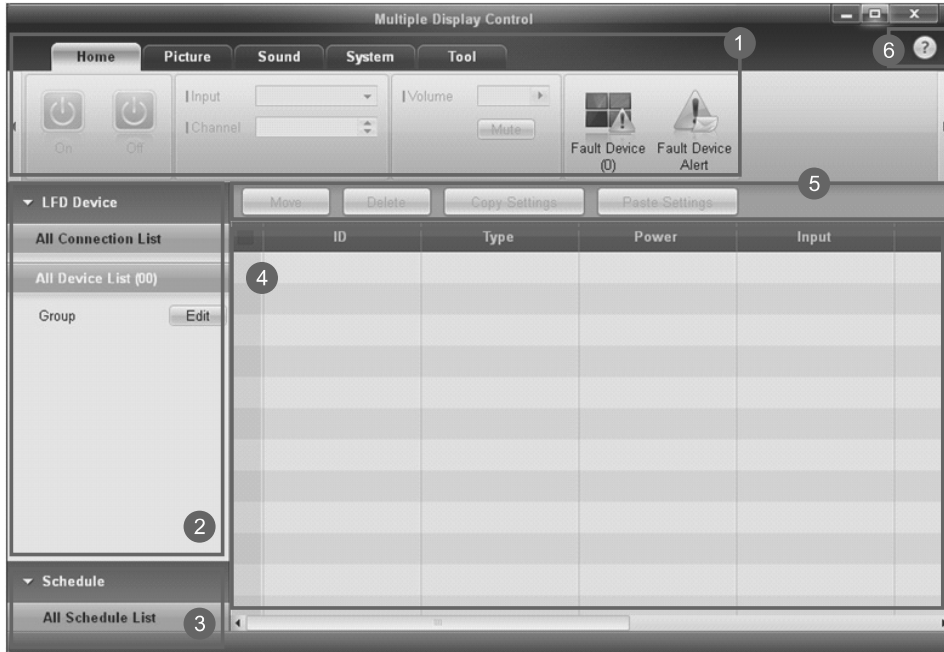 Multiple Display Control
Home Picture Sound System Tool
1
6
?
Input
Channel
On Off
Volume
Mute
Fault Device
(0)
Fault Device
Alert
5
LFD Device
Move Delete Copy Settings Paste Settings
All Connection List
ID Type Power Input
All Device List (00)
4
Group Edit
2
Schedule
All Schedule List
3